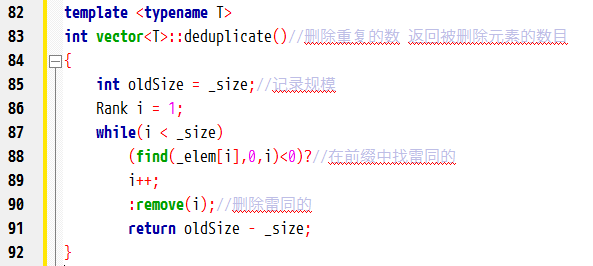 82 template <typename T>
83 int vector<T>::deduplicate()//删除重复的数 返回被删除元素的数目
84 {
85 int oldSize = _size;//记录规模
86 Rank i = 1;
87 while(i < _size)
88 (find(_elem[i],0,i)<0)?//在前缀中找雷同的
89 i++;
90 :remove(i);//删除雷同的
91 return oldSize - _size;
92 }